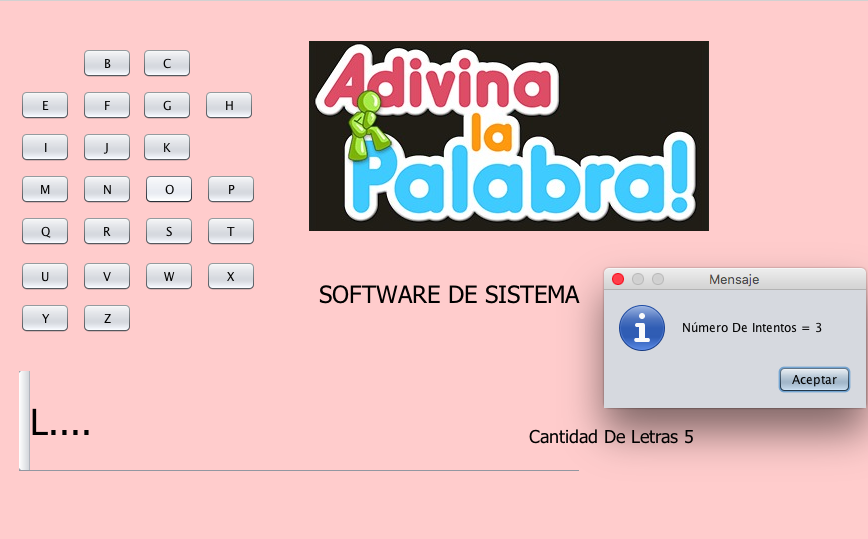 B C
E F G H
I J K
M N O P
Q R S T
U V W X
Y Z
Adivina
la
Palabra!
SOFTWARE DE SISTEMA
Mensaje
Número De Intentos = 3
Aceptar
L....
Cantidad De Letras 5